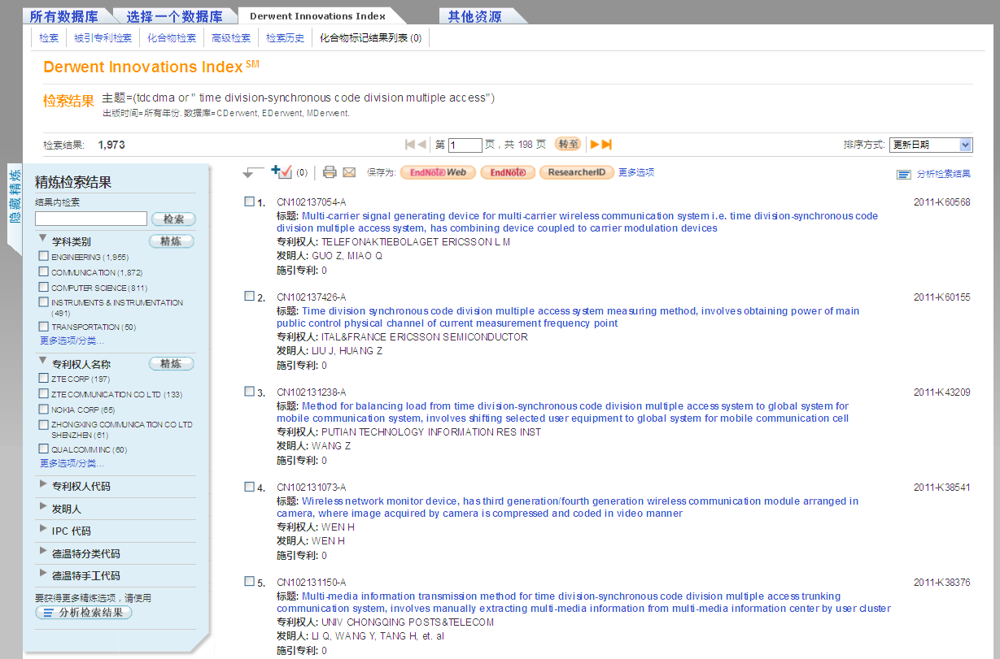 所有数据库 选择一个数据库 Derwent Innovations Index 其他资源
检索 被引专利检索 化合物检索 高级检索 检索历史 化合物标记结果列表 (0)
Derwent Innovations Index SM
检索结果 主题=(tdcdma or " time division-synchronous code division multiple access")
出版时间=所有年份. 数据库=CDerwent, EDerwent, MDerwent.
检索结果: 1,973 第 1 页，共 198 页 转至 排序方式: 更新日期
隐藏精炼
精炼检索结果
结果内检索
检索
学科类别 精炼
ENGINEERING (1,955)
COMMUNICATION (1,872)
COMPUTER SCIENCE (811)
INSTRUMENTS & INSTRUMENTATION
(491)
TRANSPORTATION (50)
更多选项/分类...
专利权人名称 精炼
ZTE CORP (197)
ZTE COMMUNICATION CO LTD (133)
NOKIA CORP (65)
ZHONGXING COMMUNICATION CO LTD
SHENZHEN (61)
QUALCOMM INC (60)
更多选项/分类...
专利权人代码
发明人
IPC 代码
德温特分类代码
德温特手工代码
要获得更多精炼选项，请使用
分析检索结果
(0) 保存为: EndNote Web EndNote ResearcherID 更多选项 分析检索结果
1. CN102137054-A 2011-K60568
标题: Multi-carrier signal generating device for multi-carrier wireless communication system i.e. time division-synchronous code
division multiple access system, has combining device coupled to carrier modulation devices
专利权人: TELEFONAKTIEBOLAGET ERICSSON L M
发明人: GUO Z, MIAO Q
施引专利: 0
2. CN102137426-A 2011-K60155
标题: Time division synchronous code division multiple access system measuring method, involves obtaining power of main
public control physical channel of current measurement frequency point
专利权人: ITAL&FRANCE ERICSSON SEMICONDUCTOR
发明人: LIU J, HUANG Z
施引专利: 0
3. CN102131238-A 2011-K43209
标题: Method for balancing load from time division-synchronous code division multiple access system to global system for
mobile communication system, involves shifting selected user equipment to global system for mobile communication cell
专利权人: PUTIAN TECHNOLOGY INFORMATION RES INST
发明人: WANG Z
施引专利: 0
4. CN102131073-A 2011-K38541
标题: Wireless network monitor device, has third generation/fourth generation wireless communication module arranged in
camera, where image acquired by camera is compressed and coded in video manner
专利权人: WEN H
发明人: WEN H
施引专利: 0
5. CN102131150-A 2011-K38376
标题: Multi-media information transmission method for time division-synchronous code division multiple access trunking
communication system, involves manually extracting multi-media information from multi-media information center by user cluster
专利权人: UNIV CHONGQING POSTS&TELECOM
发明人: LI Q, WANG Y, TANG H, et. al
施引专利: 0